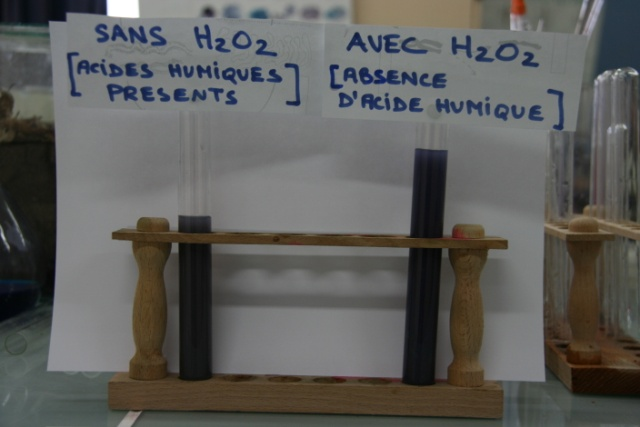 SANS H2O2
[ACIDES HUMIQUES
PRESENTS]
AVEC H2O2
[ABSENCE
D'ACIDE HUMIQUE]